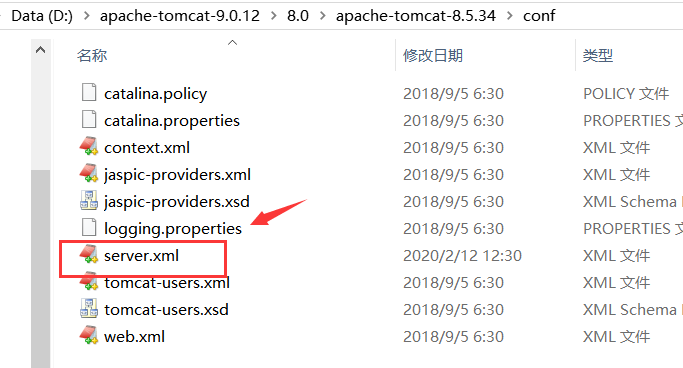 Data (D:) › apache-tomcat-9.0.12 › 8.0 › apache-tomcat-8.5.34 › conf
名称 修改日期 类型
catalina.policy 2018/9/5 6:30 POLICY 文件
catalina.properties 2018/9/5 6:30 PROPERTIES 文
context.xml 2018/9/5 6:30 XML 文件
jaspic-providers.xml 2018/9/5 6:30 XML 文件
jaspic-providers.xsd 2018/9/5 6:30 XML Schema
logging.properties 2018/9/5 6:30 PROPERTIES 文
server.xml 2020/2/12 12:30 XML 文件
tomcat-users.xml 2018/9/5 6:30 XML 文件
tomcat-users.xsd 2018/9/5 6:30 XML Schema
web.xml 2018/9/5 6:30 XML 文件